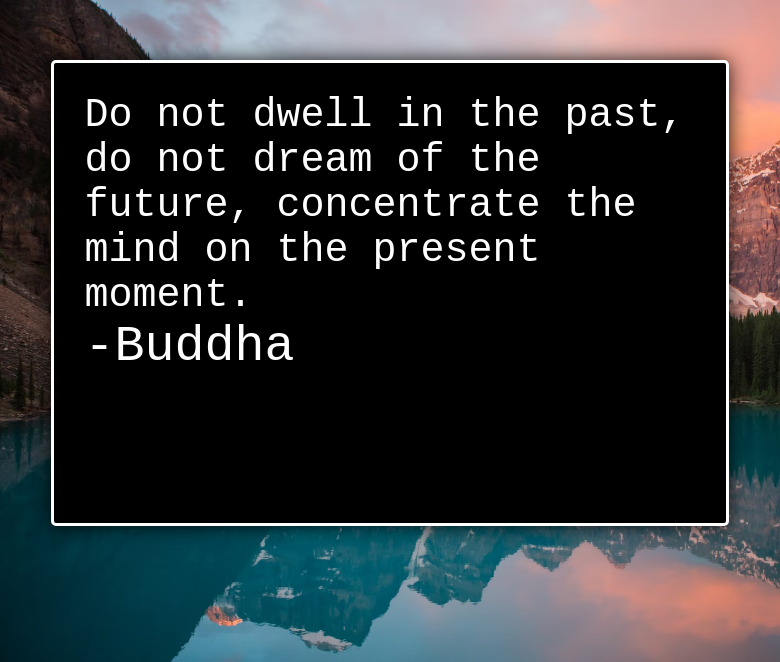 Do not dwell in the past,
do not dream of the
future, concentrate the
mind on the present
moment.
-Buddha